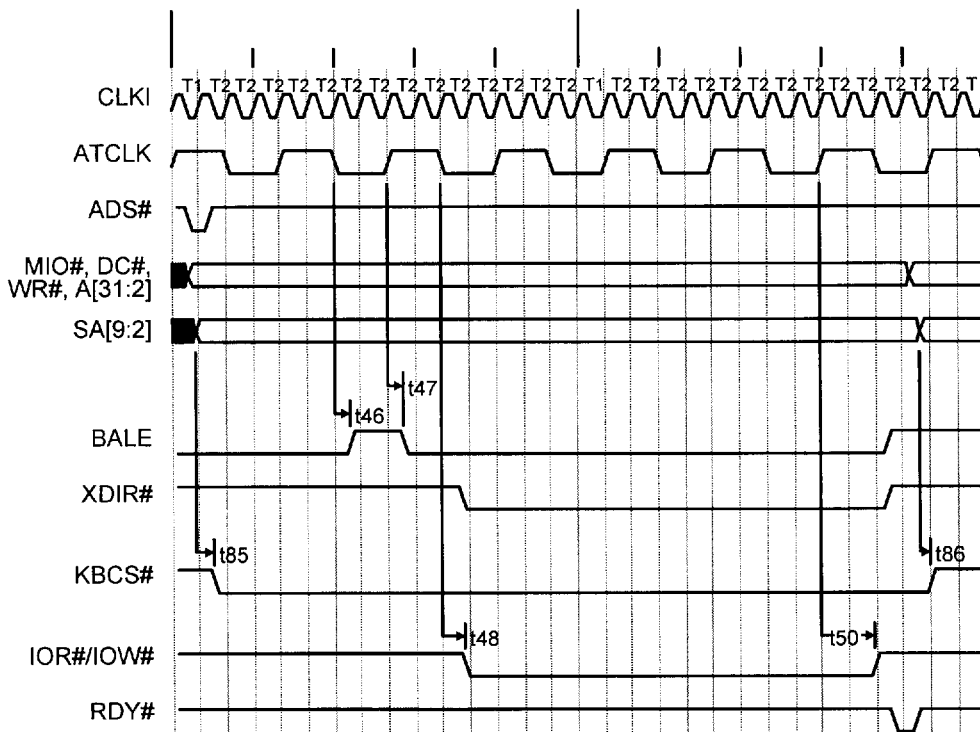 T1 T2 T2 T2 T2 T2 T2 T2 T2 T2 T2 T2 T2 T2 T2 T1 T2 T2 T2 T2 T2 T2 T2 T2 T2 T2 T2 T2 T2 T
CLKI
ATCLK
ADS#
MIO#, DC#,
WR#, A[31:2]
SA[9:2]
t47
t46
BALE
XDIR#
t85 t86
KBCS#
t48 t50
IOR#/IOW#
RDY#